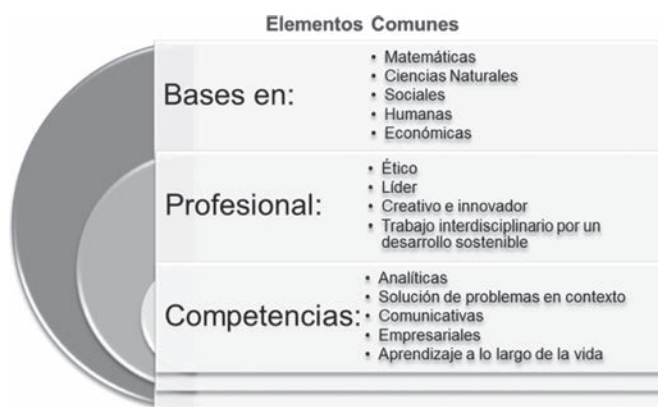 Elementos Comunes
Bases en:
• Matemáticas
• Ciencias Naturales
• Sociales
• Humanas
• Económicas
Profesional:
• Ético
• Líder
• Creativo e innovador
• Trabajo interdisciplinario por un
desarrollo sostenible
Competencias:
• Analíticas
• Solución de problemas en contexto
• Comunicativas
• Empresariales
• Aprendizaje a lo largo de la vida